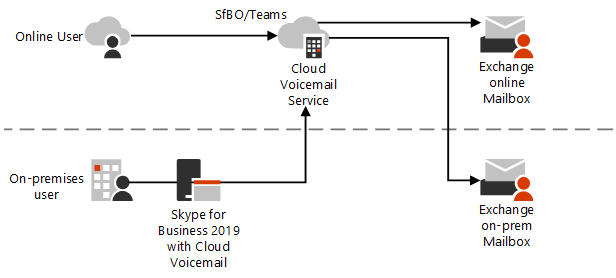 SfBO/Teams
Online User
Cloud
Voicemail
Service
Exchange
online
Mailbox
On-premises
user
Skype for
Business 2019
with Cloud
Voicemail
Exchange
on-prem
Mailbox